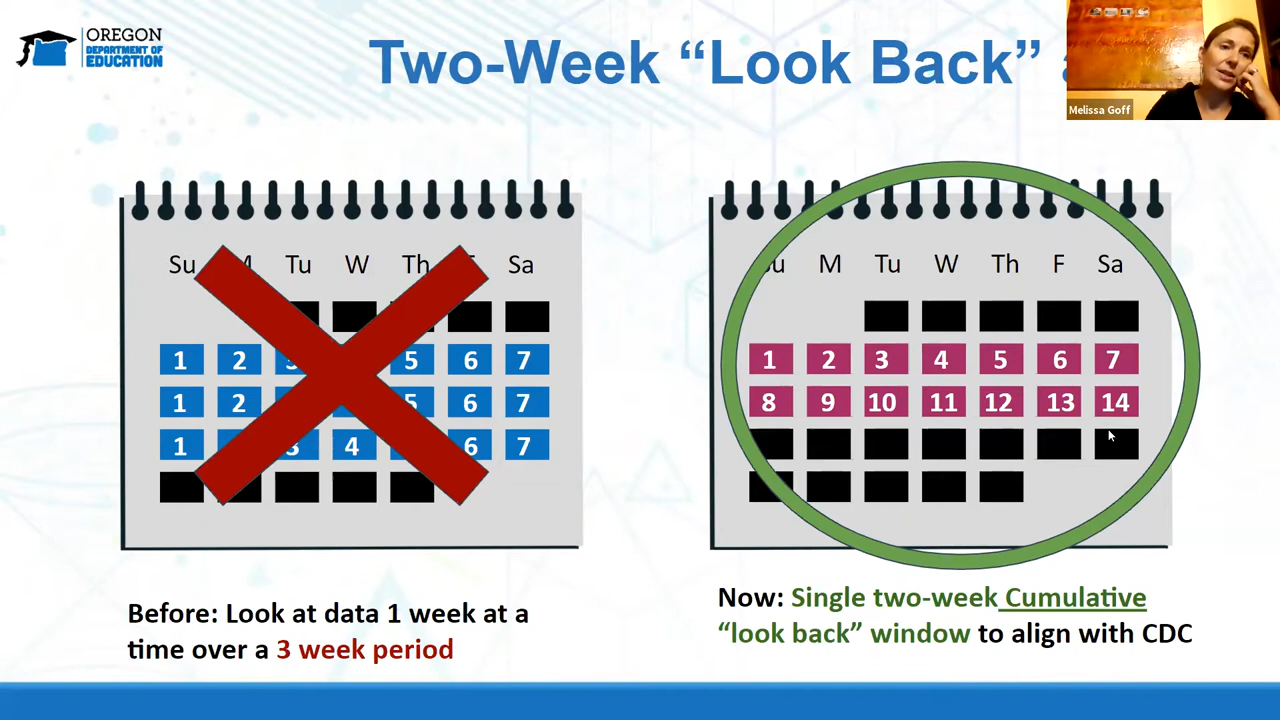 OREGON
DEPARTMENT OF
EDUCATION
Two-Week “Look Back”
Melissa Goff
Su Tu W Th Sa
1 2 5 6 7
1 2 5 6 7
1 3 4 6 7
Before: Look at data 1 week at a
time over a 3 week period
Su M Tu W Th F Sa
1 2 3 4 5 6 7
8 9 10 11 12 13 14
Now: Single two-week Cumulative
“look back” window to align with CDC